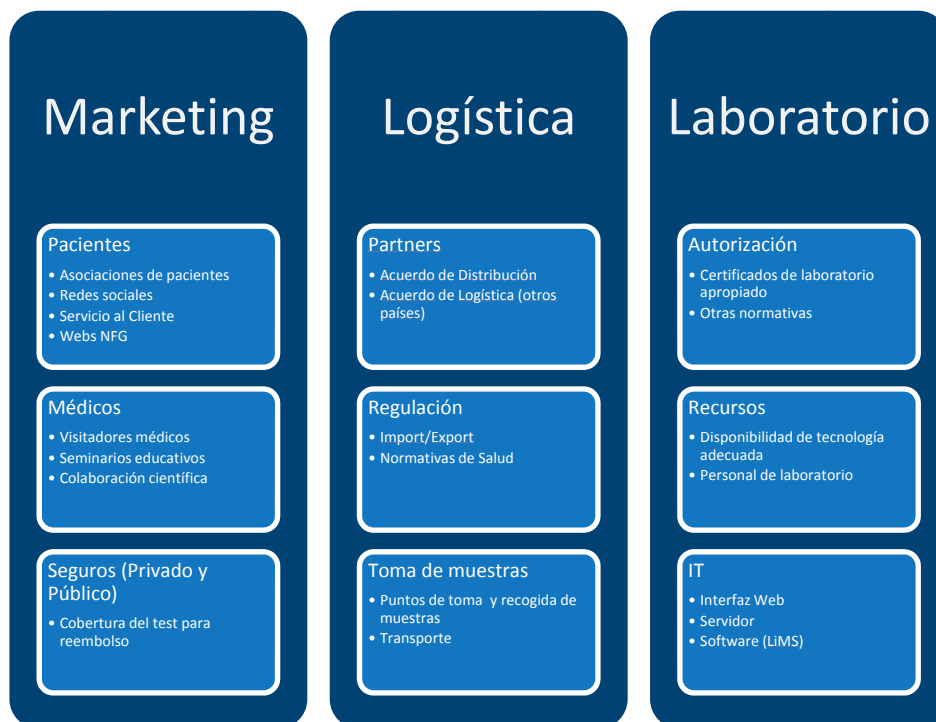 Marketing
Pacientes
• Asociaciones de pacientes
• Redes sociales
• Servicio al Cliente
• Webs NFG
Médicos
• Visitadores médicos
• Seminarios educativos
• Colaboración científica
Seguros (Privado y
Público)
• Cobertura del test para
reembolso
Logística
Partners
• Acuerdo de Distribución
• Acuerdo de Logística (otros
países)
Regulación
• Import/Export
• Normativas de Salud
Toma de muestras
• Puntos de toma y recogida de
muestras
• Transporte
Laboratorio
Autorización
• Certificados de laboratorio
apropiado
• Otras normativas
Recursos
• Disponibilidad de tecnología
adecuada
• Personal de laboratorio
IT
• Interfaz Web
• Servidor
• Software (LiMS)